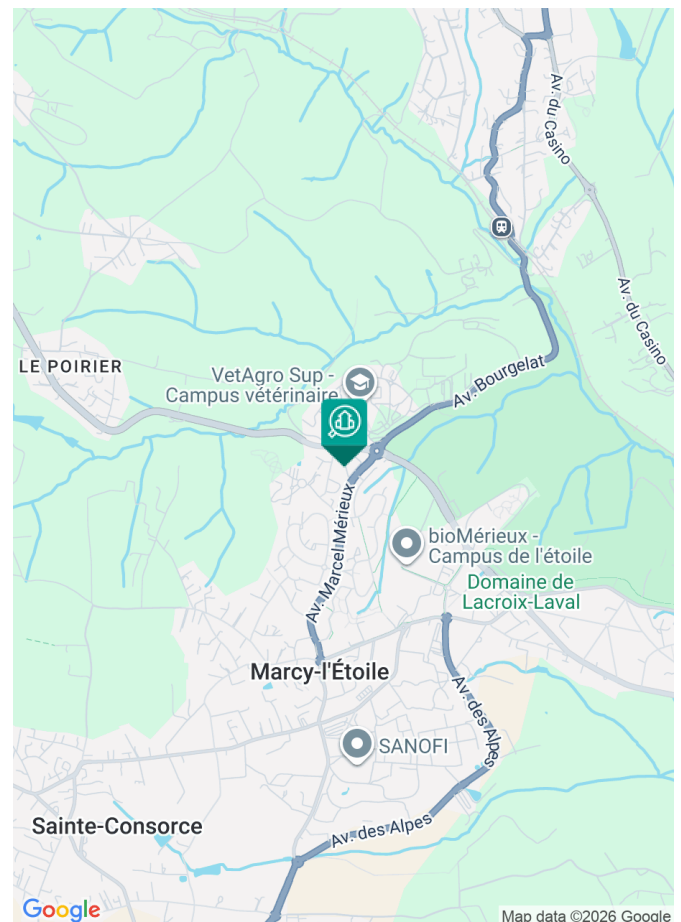 Av. du Casino
Av. du Casino
LE POIRIER
VetAgro Sup -
Campus vétérinaire
Av. Bourgelat
Av. Marcel Mérieux
bioMérieux -
Campus de l'étoile
Domaine de
Lacroix-Laval
Marcy-l'Étoile
Av. des Alpes
SANOFI
Sainte-Consorce
Av. des Alpes
Google
Map data ©2026 Google